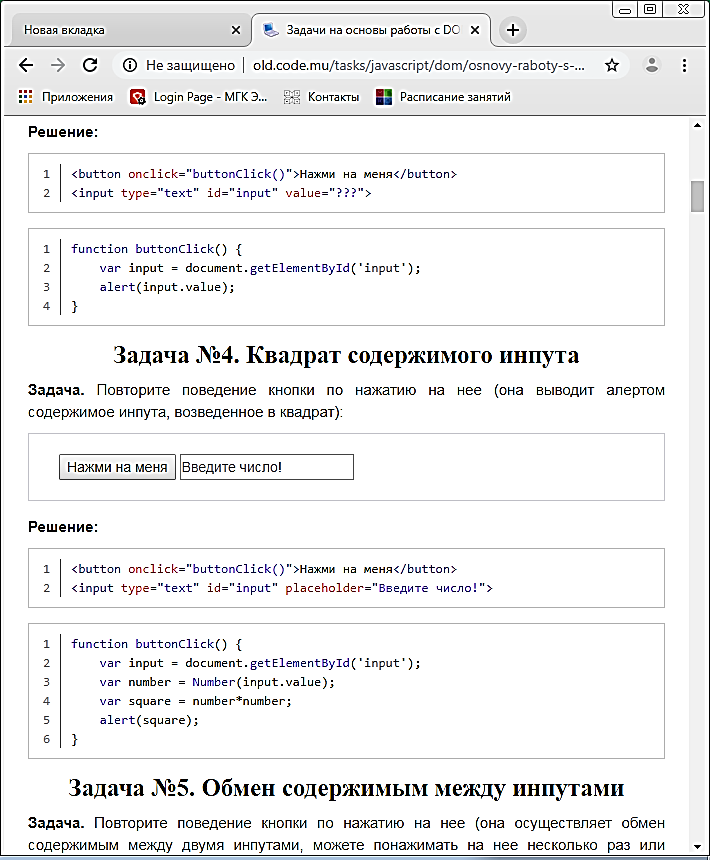 Новая вкладка
Задачи на основы работы с DO
Не защищено
old.code.mu/tasks/javascript/dom/osnovy-raboty-s-...
Приложения
Login Page - МГК Э...
Контакты
Расписание занятий
Решение:
1 <button onclick="buttonClick()">Нажми на меня</button>
2 <input type="text" id="input" value="???">
1 function buttonClick() {
2 var input = document.getElementById('input');
3 alert(input.value);
4 }
Задача №4. Квадрат содержимого инпута
Задача. Повторите поведение кнопки по нажатию на нее (она выводит алертом
содержимое инпута, возведенное в квадрат):
Нажми на меня Введите число!
Решение:
1 <button onclick="buttonClick()">Нажми на меня</button>
2 <input type="text" id="input" placeholder="Введите число!">
1 function buttonClick() {
2 var input = document.getElementById('input');
3 var number = Number(input.value);
4 var square = number*number;
5 alert(square);
6 }
Задача №5. Обмен содержимым между инпутами
Задача. Повторите поведение кнопки по нажатию на нее (она осуществляет обмен
содержимым между двумя инпутами, можете понажимать на нее несколько раз или